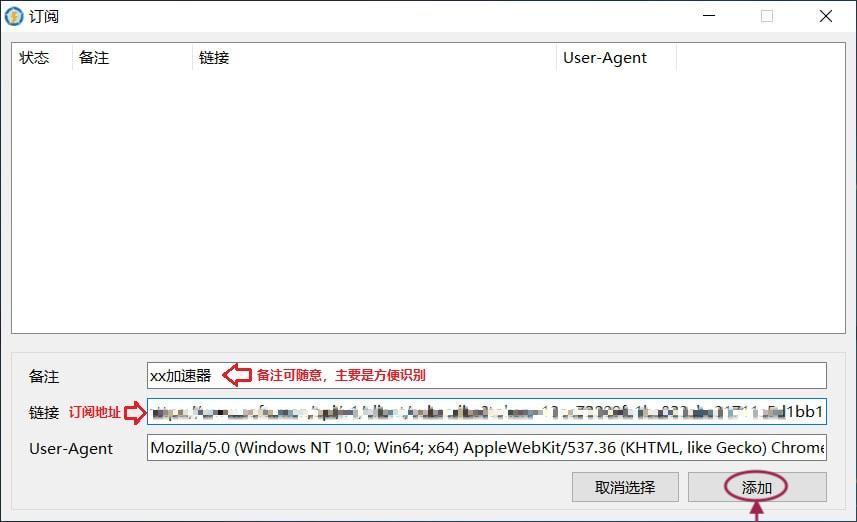 订阅
状态 备注 链接 User-Agent
备注 xx加速器 备注可随意，主要是方便识别
链接 订阅地址 1bb1
User-Agent Mozilla/5.0 (Windows NT 10.0; Win64; x64) AppleWebKit/537.36 (KHTML, like Gecko) Chrome
取消选择 添加